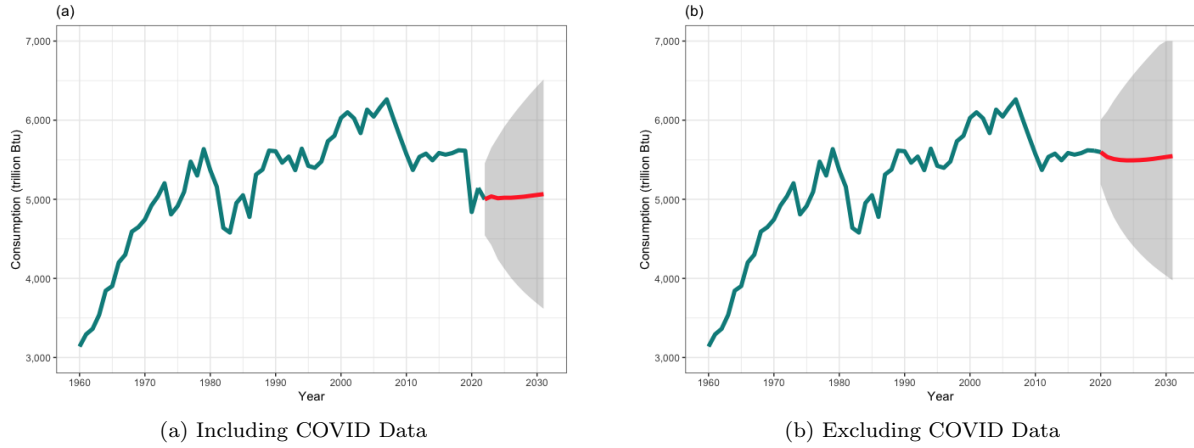 (a)
7,000
6,000
5,000
4,000
3,000
Consumption (trillion Btu)
1960 1970 1980 1990 2000 2010 2020 2030
Year
(a) Including COVID Data
(b)
7,000
6,000
5,000
4,000
3,000
Consumption (trillion Btu)
1960 1970 1980 1990 2000 2010 2020 2030
Year
(b) Excluding COVID Data